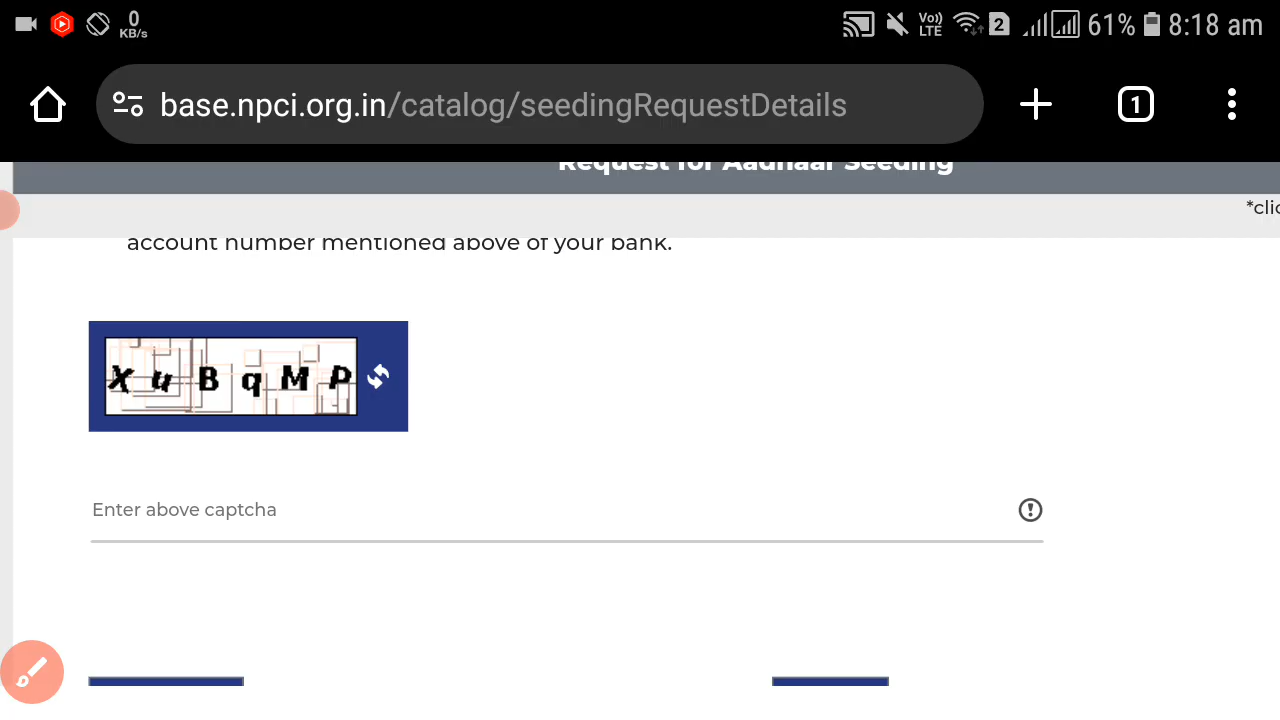 0
KB/s
Vo))
LTE
2
61%
8:18 am
base.npci.org.in/catalog/seedingRequestDetails
1
Request for Aadhaar Seeding
account number mentioned above of your bank.
X u B q M P
Enter above captcha